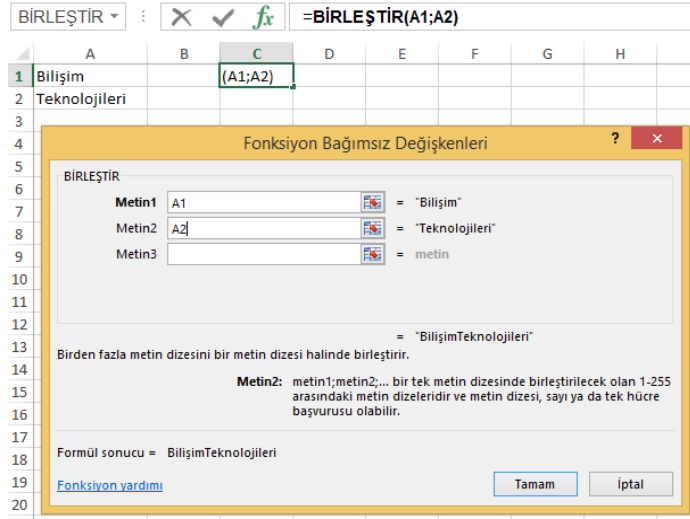 BİRLEŞTİR =BİRLEŞTİR(A1;A2)
A B C D E F G H
1 Bilişim (A1;A2)
2 Teknolojileri
3
4 Fonksiyon Bağımsız Değişkenleri ?
5
6 BİRLEŞTİR
7 Metin1 A1 = "Bilişim"
8 Metin2 A2 = "Teknolojileri"
9 Metin3 = metin
10
11
12
= "BilişimTeknolojileri"
13 Birden fazla metin dizesini bir metin dizesi halinde birleştirir.
14
Metin2: metin1;metin2;... bir tek metin dizesinde birleştirilecek olan 1-255
15 arasındaki metin dizeleridir ve metin dizesi, sayı ya da tek hücre
16 başvurusu olabilir.
17
18 Formül sonucu = BilişimTeknolojileri
19 Fonksiyon yardımı Tamam İptal
20